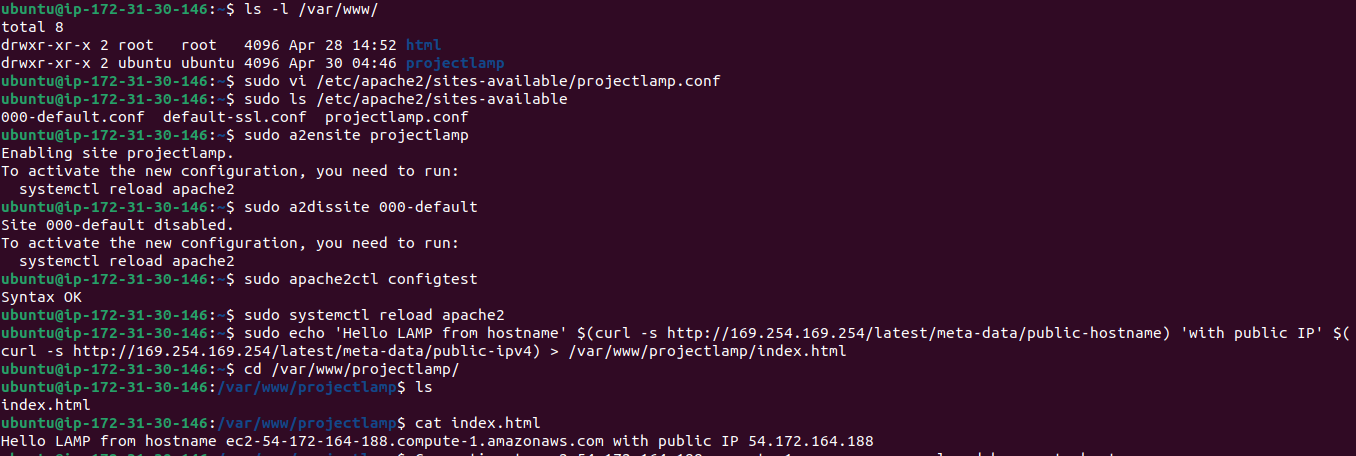 ubuntu@ip-172-31-30-146:~$ ls -l /var/www/
total 8
drwxr-xr-x 2 root   root   4096 Apr 28 14:52 html
drwxr-xr-x 2 ubuntu ubuntu 4096 Apr 30 04:46 projectlamp
ubuntu@ip-172-31-30-146:~$ sudo vi /etc/apache2/sites-available/projectlamp.conf
ubuntu@ip-172-31-30-146:~$ sudo ls /etc/apache2/sites-available
000-default.conf  default-ssl.conf  projectlamp.conf
ubuntu@ip-172-31-30-146:~$ sudo a2ensite projectlamp
Enabling site projectlamp.
To activate the new configuration, you need to run:
  systemctl reload apache2
ubuntu@ip-172-31-30-146:~$ sudo a2dissite 000-default
Site 000-default disabled.
To activate the new configuration, you need to run:
  systemctl reload apache2
ubuntu@ip-172-31-30-146:~$ sudo apache2ctl configtest
Syntax OK
ubuntu@ip-172-31-30-146:~$ sudo systemctl reload apache2
ubuntu@ip-172-31-30-146:~$ sudo echo 'Hello LAMP from hostname' $(curl -s http://169.254.169.254/latest/meta-data/public-hostname) 'with public IP' $(
curl -s http://169.254.169.254/latest/meta-data/public-ipv4) > /var/www/projectlamp/index.html
ubuntu@ip-172-31-30-146:~$ cd /var/www/projectlamp/
ubuntu@ip-172-31-30-146:/var/www/projectlamp$ ls
index.html
ubuntu@ip-172-31-30-146:/var/www/projectlamp$ cat index.html
Hello LAMP from hostname ec2-54-172-164-188.compute-1.amazonaws.com with public IP 54.172.164.188